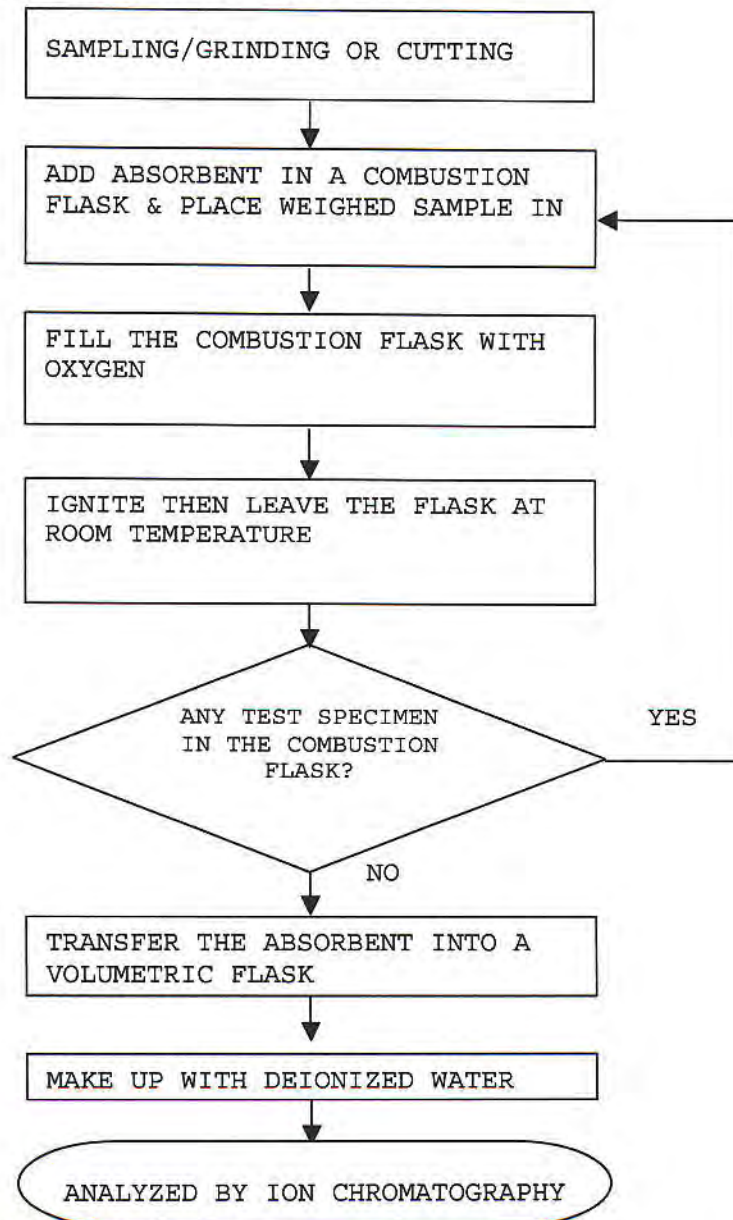 SAMPLING/GRINDING OR CUTTING
ADD ABSORBENT IN A COMBUSTION
FLASK & PLACE WEIGHED SAMPLE IN
FILL THE COMBUSTION FLASK WITH
OXYGEN
IGNITE THEN LEAVE THE FLASK AT
ROOM TEMPERATURE
ANY TEST SPECIMEN
IN THE COMBUSTION
FLASK?
YES
NO
TRANSFER THE ABSORBENT INTO A
VOLUMETRIC FLASK
MAKE UP WITH DEIONIZED WATER
ANALYZED BY ION CHROMATOGRAPHY